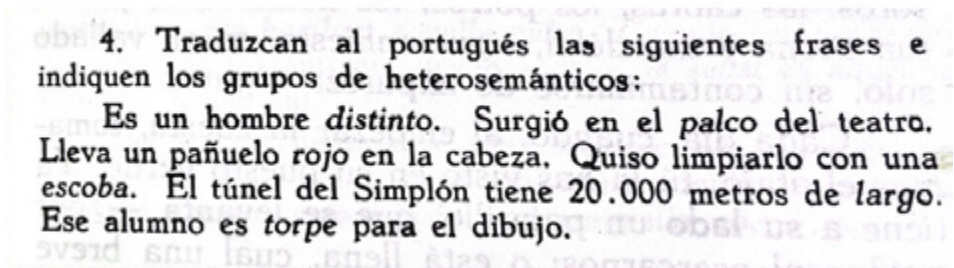 4. Traduzcan al portugués las siguientes frases e
indiquen los grupos de heterosemánticos:
Es un hombre distinto. Surgió en el palco del teatro.
Lleva un pañuelo rojo en la cabeza. Quiso limpiarlo con una
escoba. El túnel del Simplón tiene 20.000 metros de largo.
Ese alumno es torpe para el dibujo.